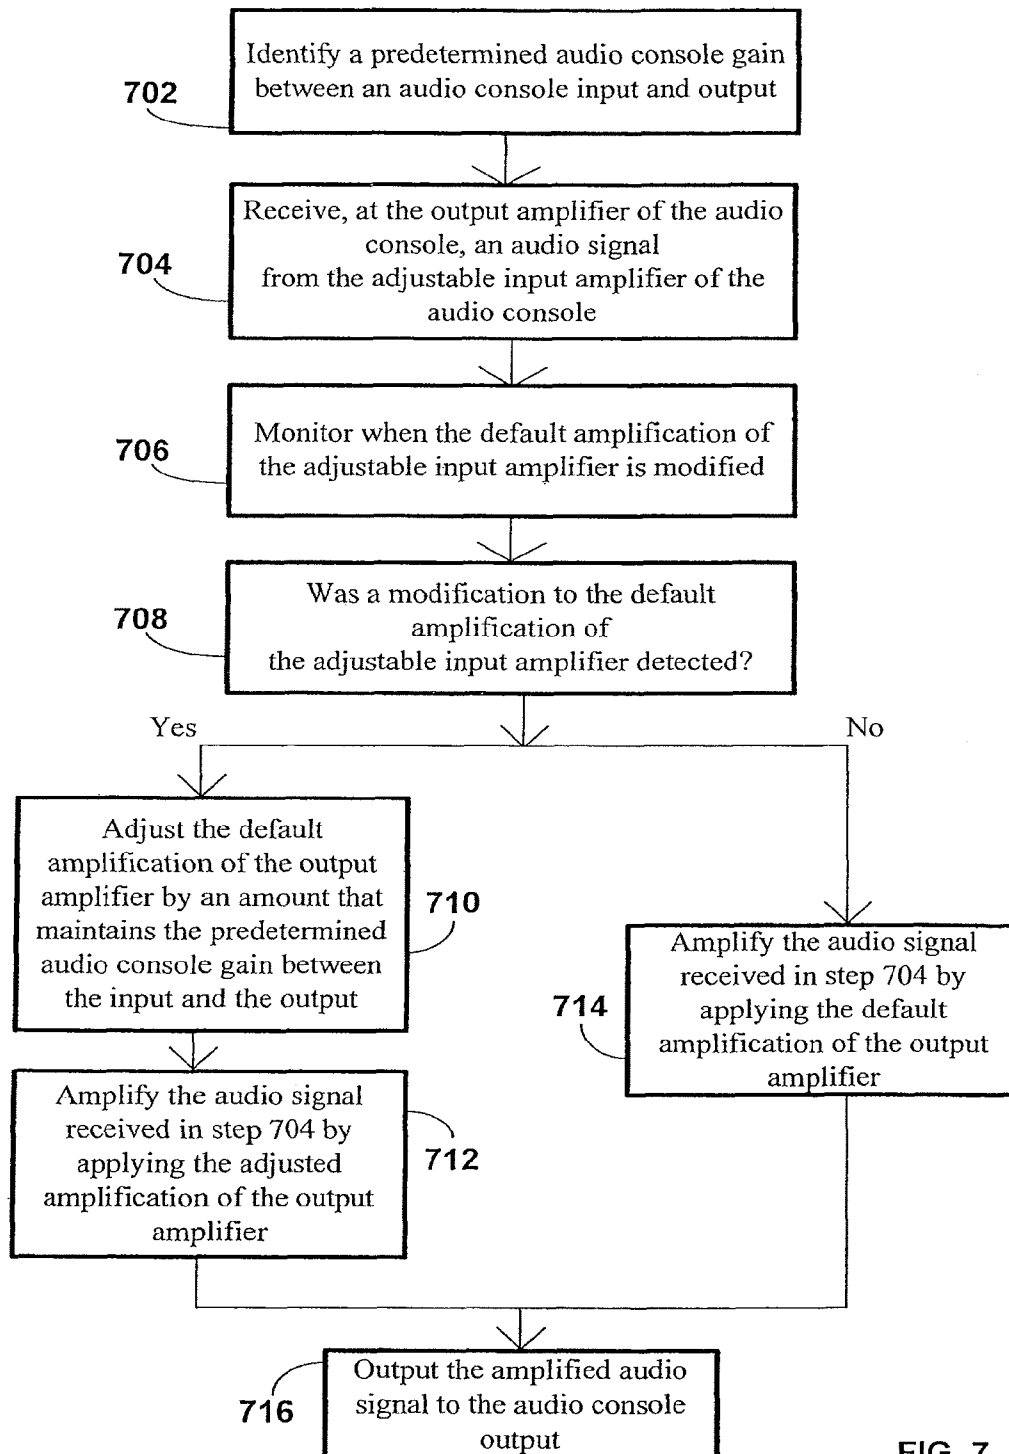 Identify a predetermined audio console gain
between an audio console input and output
702
Receive, at the output amplifier of the audio
console, an audio signal
from the adjustable input amplifier of the
audio console
704
Monitor when the default amplification of
the adjustable input amplifier is modified
706
Was a modification to the default
amplification of
the adjustable input amplifier detected?
708
Yes
No
Adjust the default
amplification of the output
amplifier by an amount that
maintains the predetermined
audio console gain between
the input and the output
710
Amplify the audio signal
received in step 704 by
applying the adjusted
amplification of the output
amplifier
712
Amplify the audio signal
received in step 704 by
applying the default
amplification of the output
amplifier
714
Output the amplified audio
signal to the audio console
output
716
FIG. 7